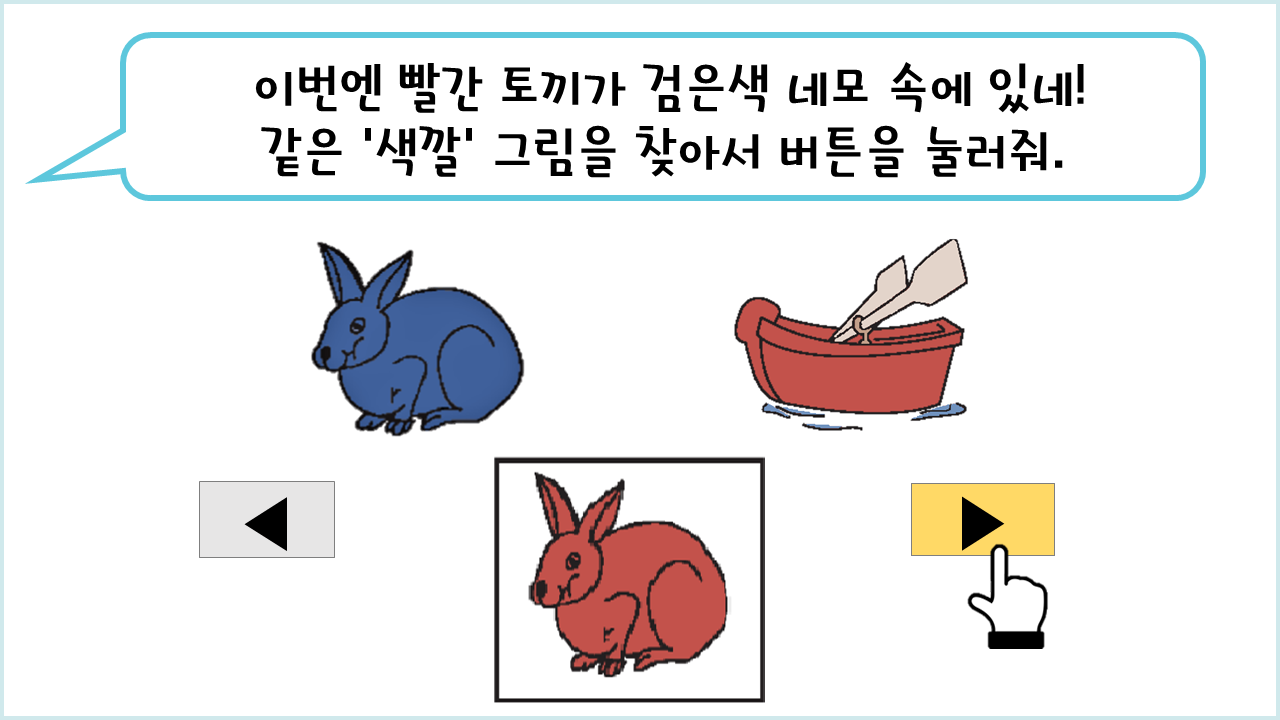 이번엔 빨간 토끼가 검은색 네모 속에 있네!
같은 '색깔' 그림을 찾아서 버튼을 눌러줘.